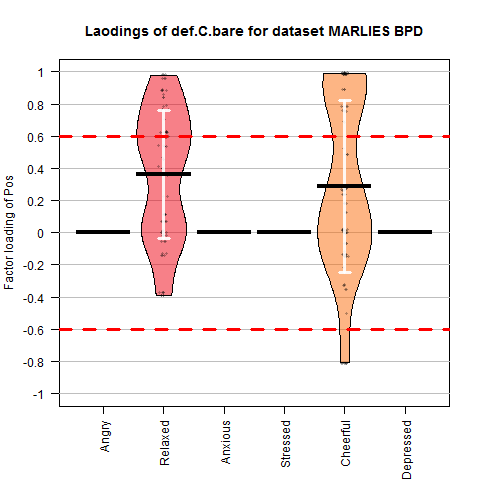 Laodings of def.C.bare for dataset MARLIES BPD
Factor loading of Pos
1
0.8
0.6
0.4
0.2
0
-0.2
-0.4
-0.6
-0.8
-1
Angry
Relaxed
Anxious
Stressed
Cheerful
Depressed